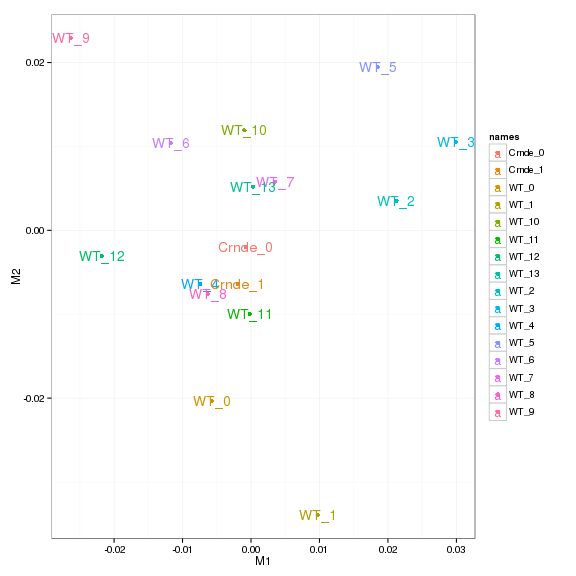 WT_9
0.02
WT_5
WT_10
WT_6
WT_3
WT_7
WT_13
WT_2
0.00
Crnde_0
WT_12
WT_4
Crnde_1
WT_8
WT_11
-0.02
WT_0
WT_1
M2
-0.02
-0.01
0.00
0.01
0.02
0.03
M1
names
a Crnde_0
a Crnde_1
a WT_0
a WT_1
a WT_10
a WT_11
a WT_12
a WT_13
a WT_2
a WT_3
a WT_4
a WT_5
a WT_6
a WT_7
a WT_8
a WT_9